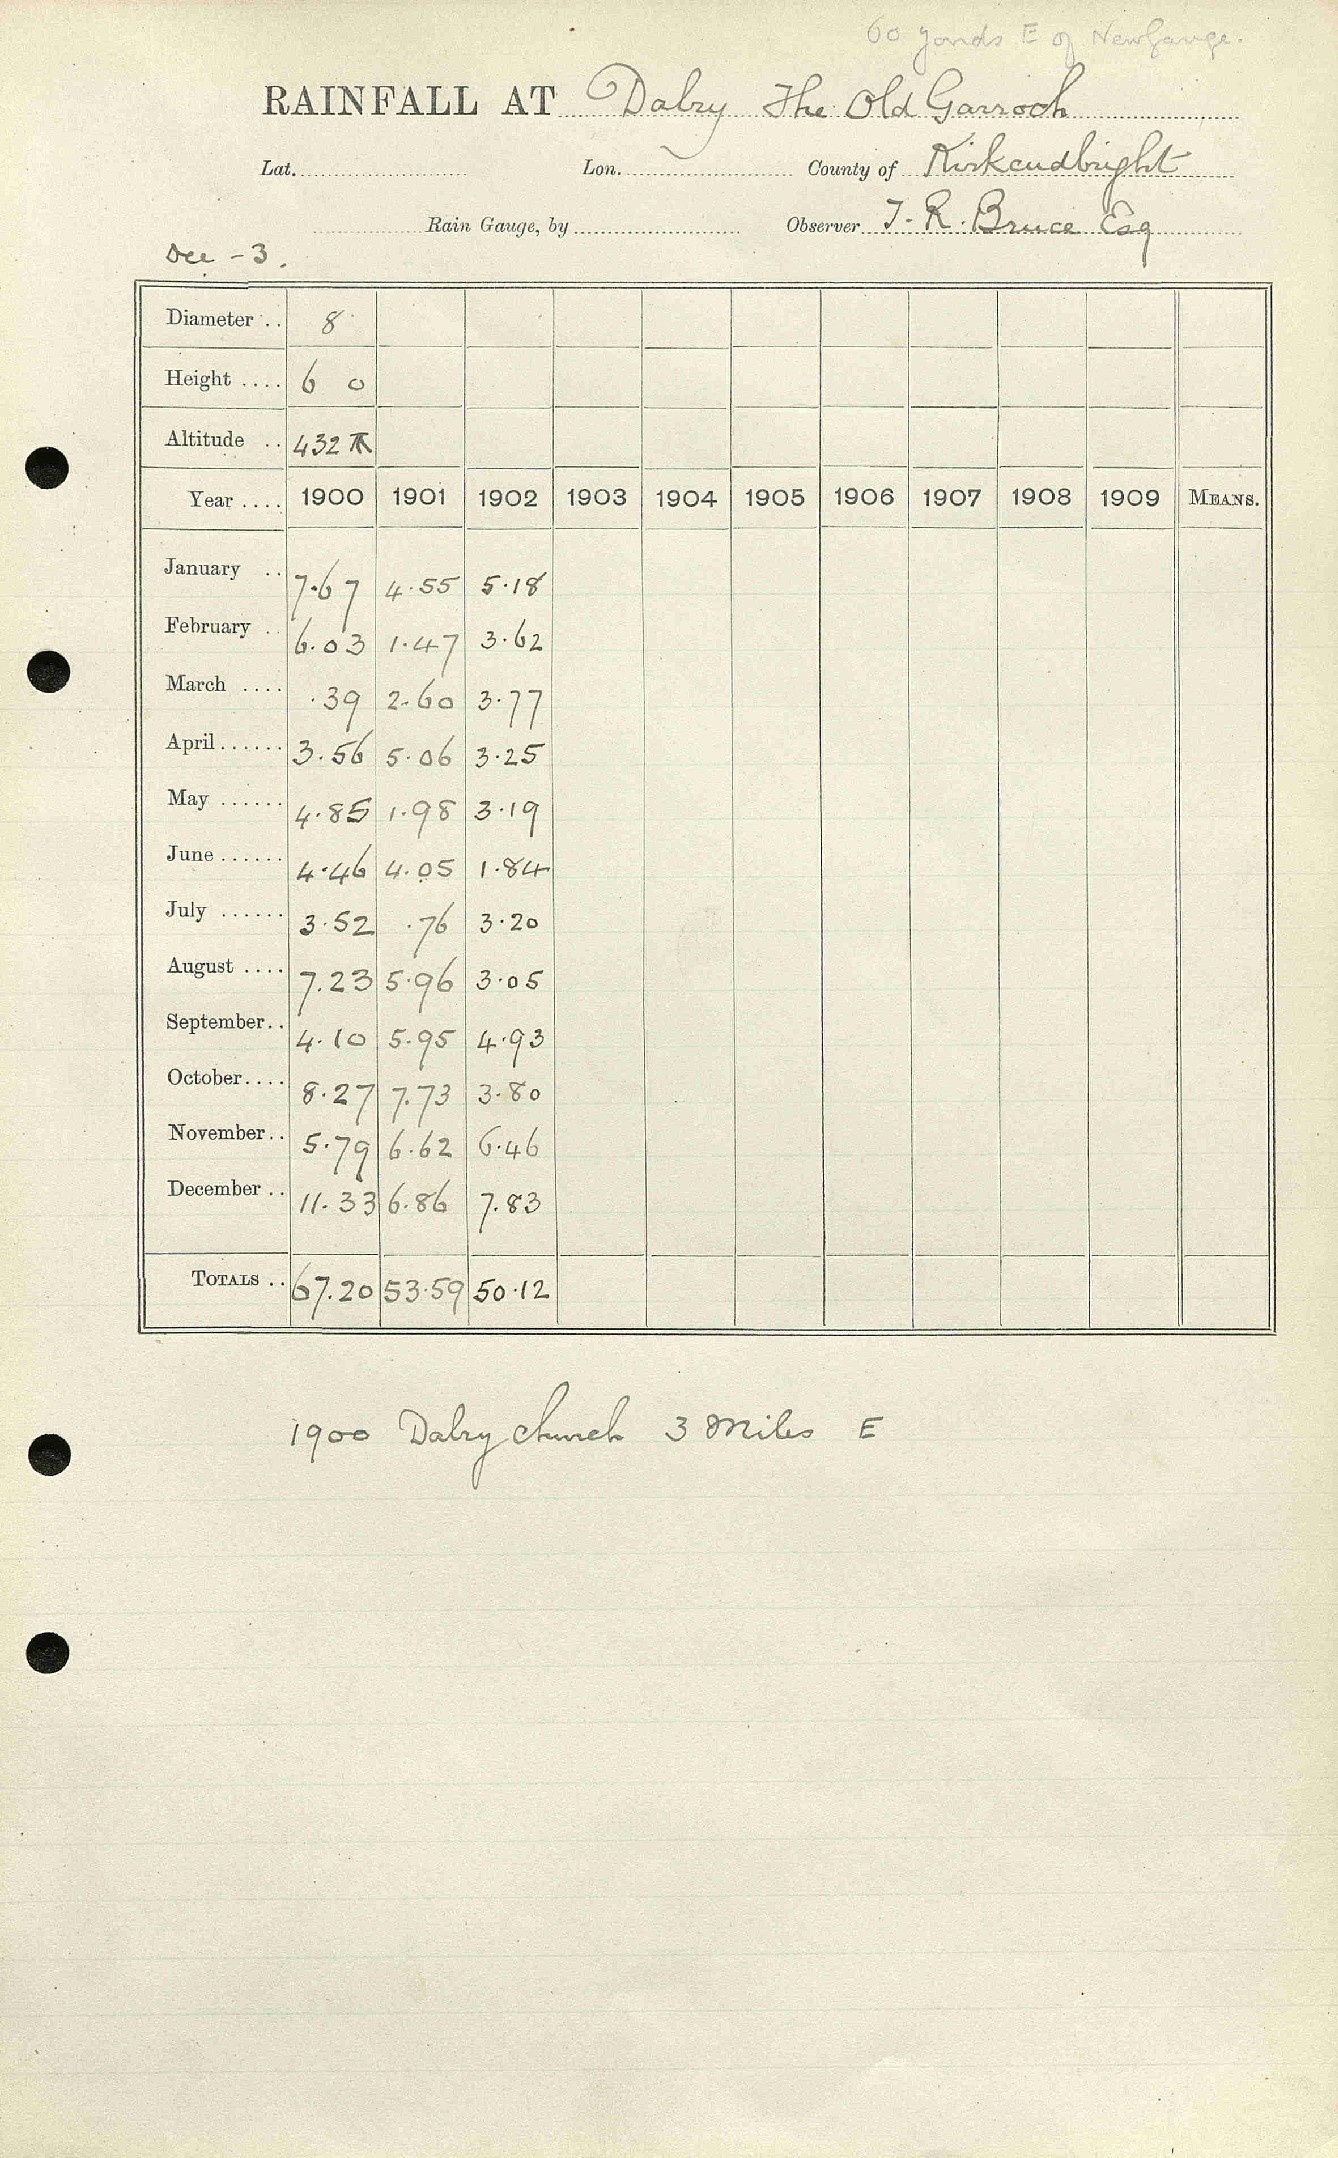 60 yards E of New Gauge.
RAINFALL AT Dalry The Old Garroch
Lat. Lon. County of Kirkcudbright
Rain Gauge, by Observer T. R. Bruce Esq
Dee - 3.
Diameter .. 8
Height .... 6 0
Altitude .. 432
Year .... 1900 1901 1902 1903 1904 1905 1906 1907 1908 1909 MEANS.
January .. 7.67 4.55 5.18
February .. 6.03 1.47 3.62
March .... .39 2.60 3.77
April ...... 3.56 5.06 3.25
May ...... 4.85 1.98 3.19
June ...... 4.46 4.05 1.84
July ...... 3.52 .76 3.20
August .... 7.23 5.96 3.05
September.. 4.10 5.95 4.93
October.... 8.27 7.73 3.80
November.. 5.79 6.62 6.46
December .. 11.33 6.86 7.83
TOTALS .. 67.20 53.59 50.12
1900 Dalry church 3 Miles E